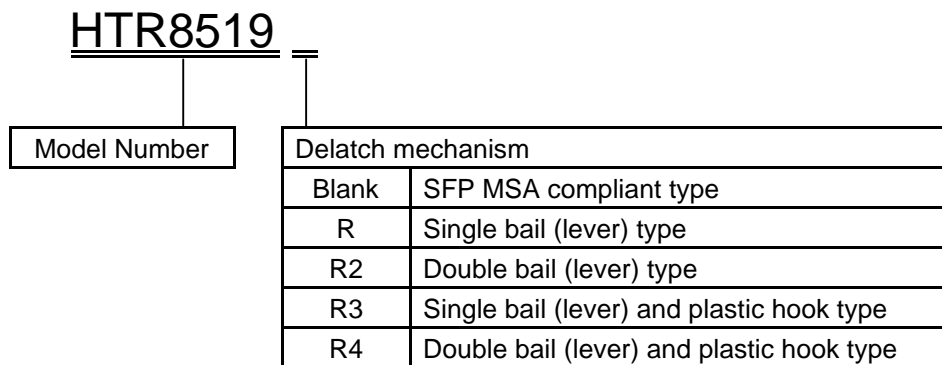 HTR8519 _
Model Number
Delatch mechanism
Blank SFP MSA compliant type
R Single bail (lever) type
R2 Double bail (lever) type
R3 Single bail (lever) and plastic hook type
R4 Double bail (lever) and plastic hook type